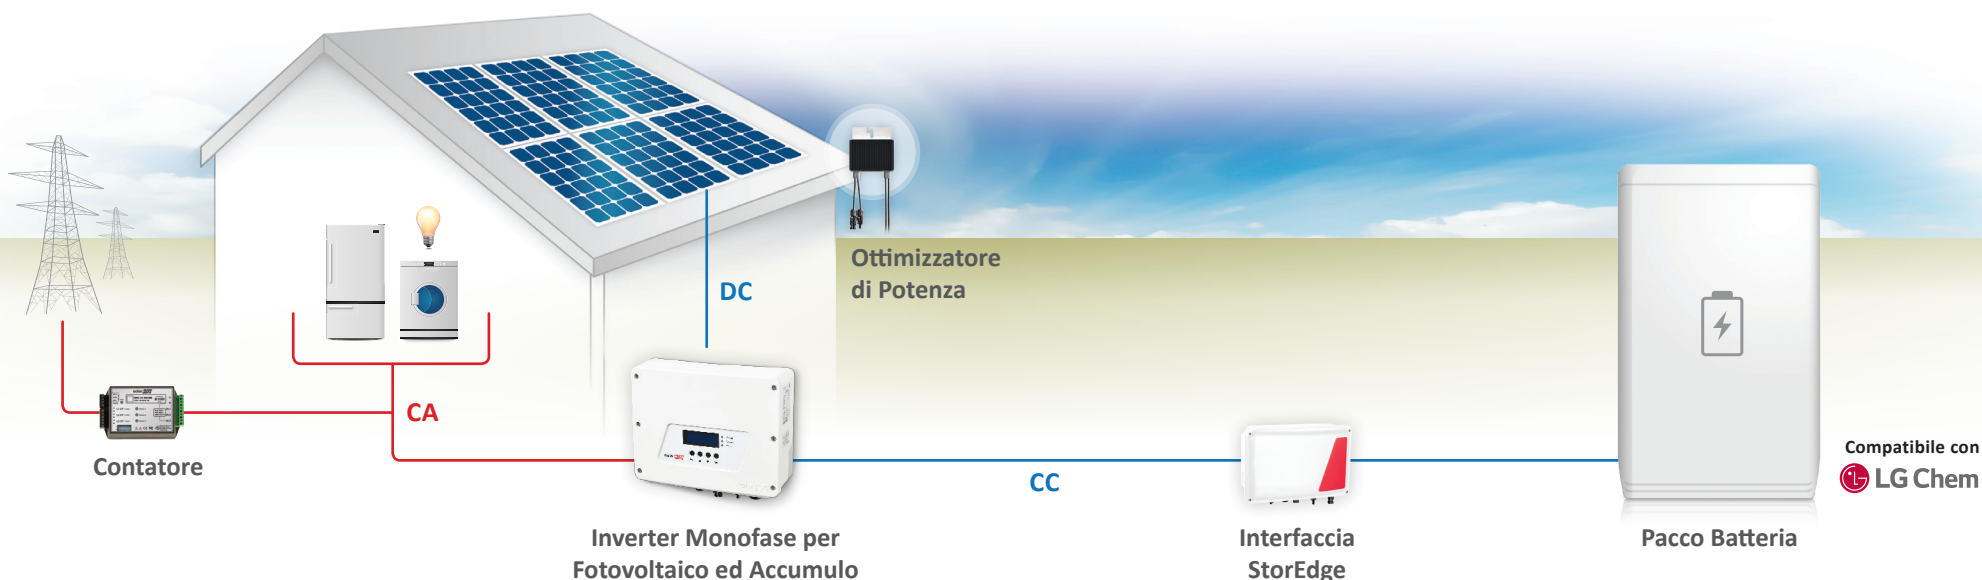 Ottimizzatore
di Potenza
DC
CA
Contatore
CC
Compatibile con
LG Chem
Inverter Monofase per
Fotovoltaico ed Accumulo
Interfaccia
StorEdge
Pacco Batteria